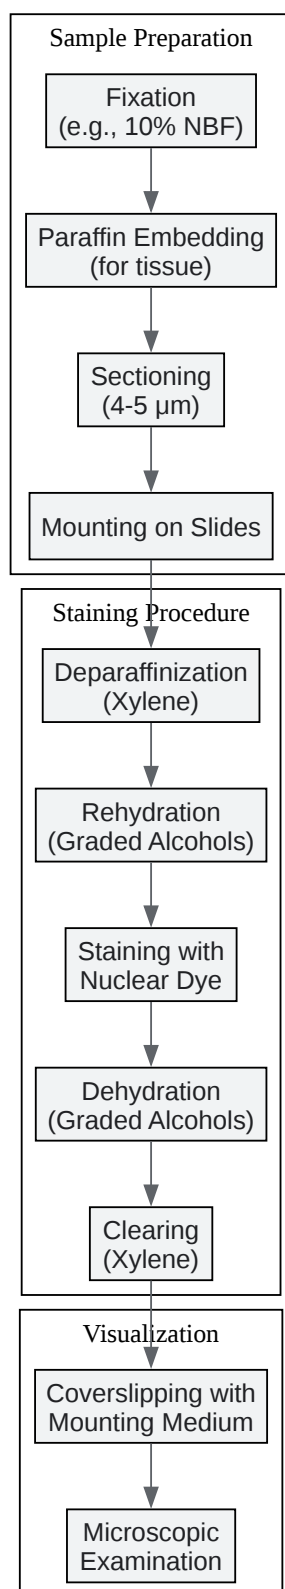 Sample Preparation
Fixation
(e.g., 10% NBF)
Paraffin Embedding
(for tissue)
Sectioning
(4-5 μm)
Mounting on Slides
Staining Procedure
Deparaffinization
(Xylene)
Rehydration
(Graded Alcohols)
Staining with
Nuclear Dye
Dehydration
(Graded Alcohols)
Clearing
(Xylene)
Visualization
Coverslipping with
Mounting Medium
Microscopic
Examination